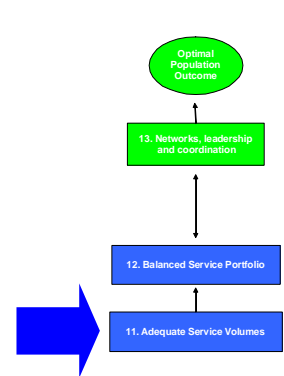 Optimal
Population
Outcome
13. Networks, leadership
and coordination
12. Balanced Service Portfolio
11. Adequate Service Volumes